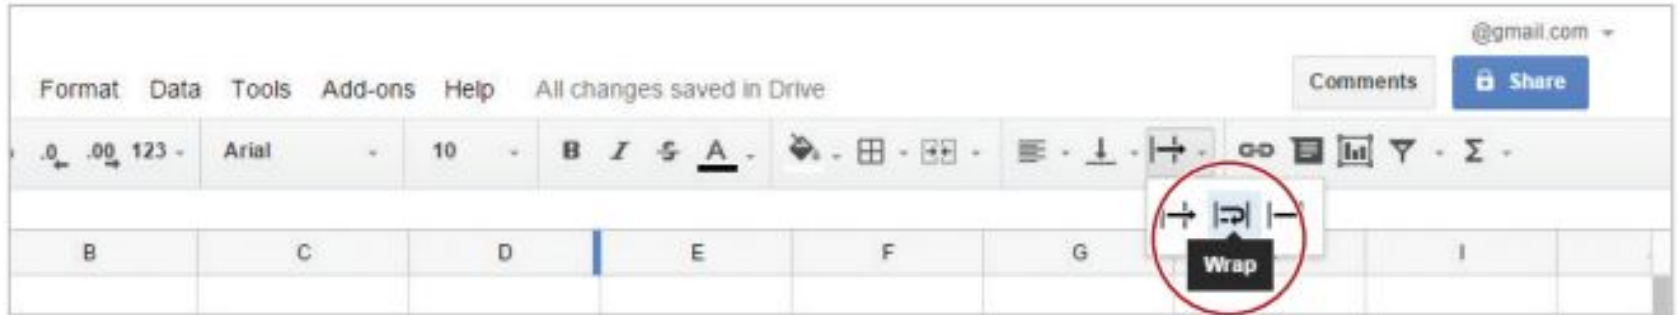 @gmail.com
Format Data Tools Add-ons Help All changes saved in Drive Comments Share
.0 .00 123 Arial 10 B I S A Σ
Wrap
B C D E F G I